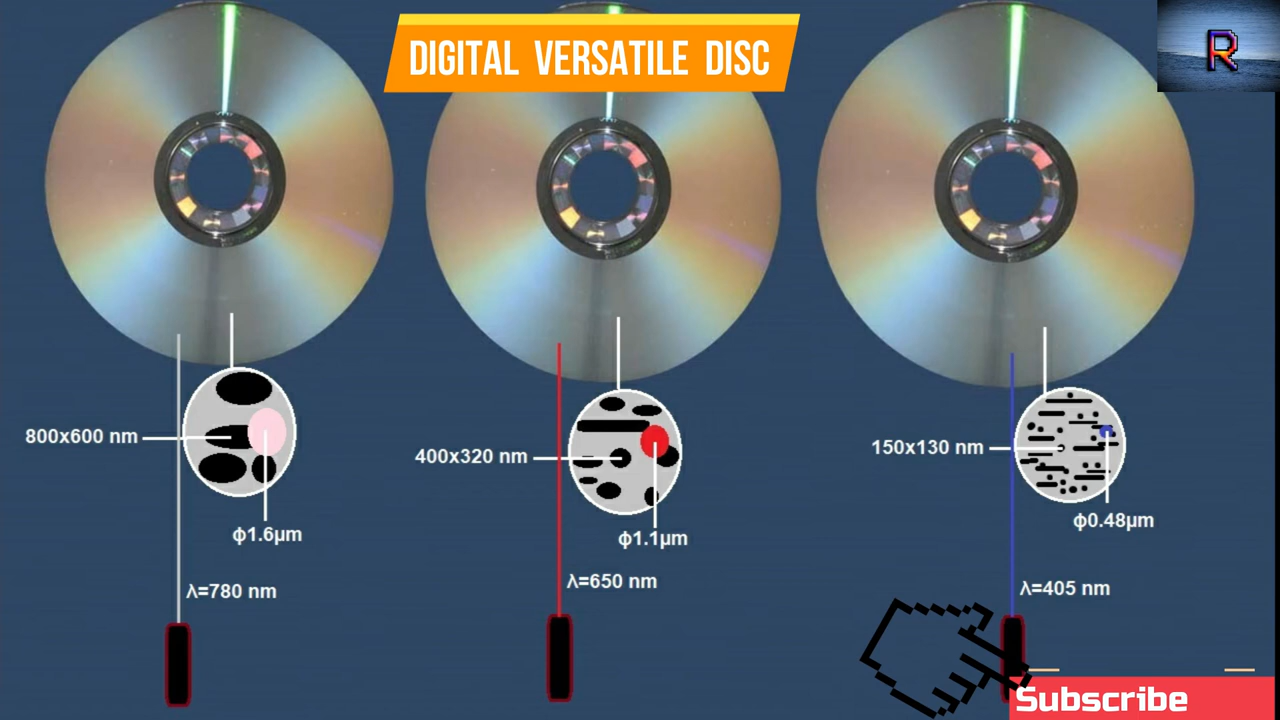 DIGITAL VERSATILE DISC
R
800x600 nm
ϕ1.6µm
λ=780 nm
400x320 nm
ϕ1.1µm
λ=650 nm
150x130 nm
ϕ0.48µm
λ=405 nm
Subscribe